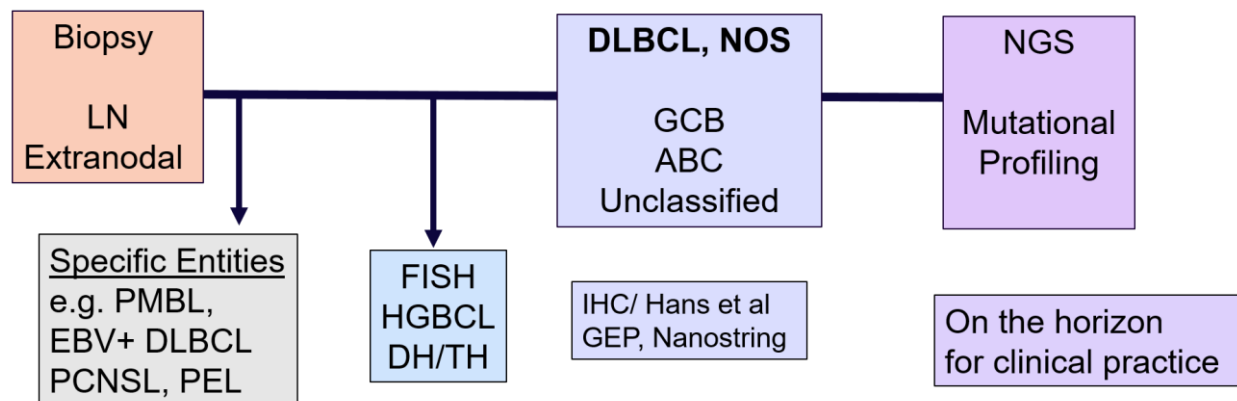 Biopsy
LN
Extranodal
DLBCL, NOS
GCB
ABC
Unclassified
NGS
Mutational
Profiling
Specific Entities
e.g. PMBL,
EBV+ DLBCL
PCNSL, PEL
FISH
HGBCL
DH/TH
IHC/ Hans et al
GEP, Nanostring
On the horizon
for clinical practice